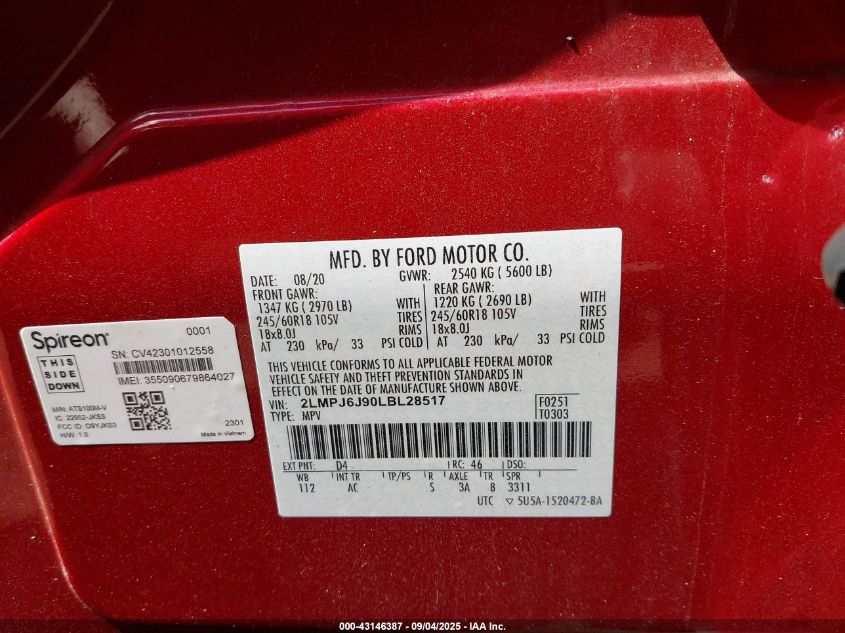 MFD. BY FORD MOTOR CO.
DATE: 08/20 GVWR: 2540 KG ( 5600 LB)
FRONT GAWR: REAR GAWR:
1347 KG ( 2970 LB) WITH 1220 KG ( 2690 LB) WITH
245/60R18 105V TIRES 245/60R18 105V TIRES
18x8.0J RIMS 18x8.0J RIMS
AT 230 kPa/ 33 PSI COLD AT 230 kPa/ 33 PSI COLD
THIS VEHICLE CONFORMS TO ALL APPLICABLE FEDERAL MOTOR
VEHICLE SAFETY AND THEFT PREVENTION STANDARDS IN
EFFECT ON THE DATE OF MANUFACTURE SHOWN ABOVE.
VIN: 2LMPJ6J90LBL28517 F0251
TYPE: MPV T0303
EXT PNT: D4 RC: 46 DSO:
WB INT TR TP/PS R AXLE TR SPR
112 AC S 3A 8 3311
UTC ▽ 5U5A-1520472-BA
Spireon® 0001
THIS
SIDE
DOWN
SN: CV42301012558
IMEI: 355090679864027
M/N: ATS100M-V
IC: 22952-JKS3
FCC ID: O9YJKS3
H/W: 1.0
2301
Made in Vietnam
000-43146387 - 09/04/2025 - IAA Inc.